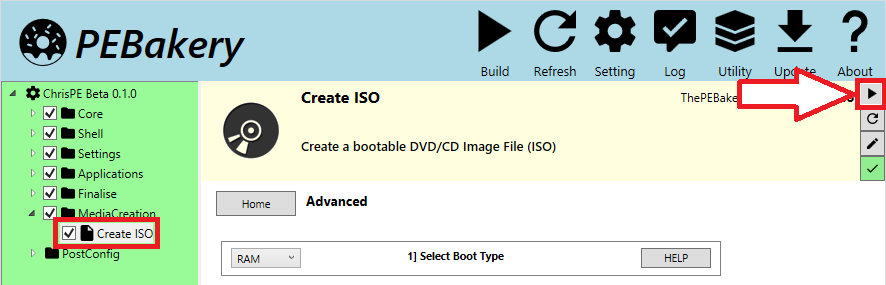 PEBakery
Build
Refresh
Setting
Log
Utility
Update
About
ChrisPE Beta 0.1.0
Core
Shell
Settings
Applications
Finalise
MediaCreation
Create ISO
PostConfig
Create ISO
Create a bootable DVD/CD Image File (ISO)
Home
Advanced
RAM
1] Select Boot Type
HELP